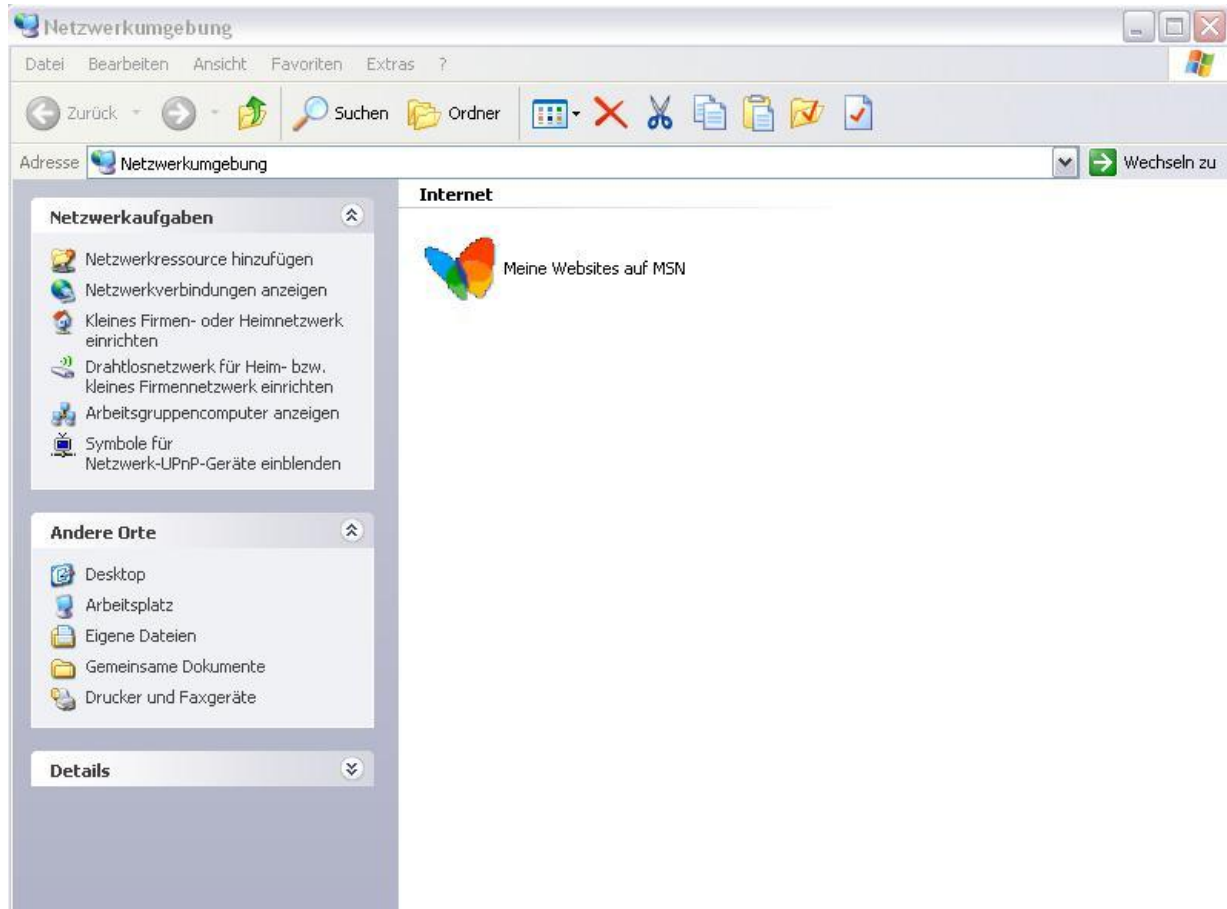 Netzwerkumgebung
Datei Bearbeiten Ansicht Favoriten Extras ?
Zurück Suchen Ordner
Adresse Netzwerkumgebung Wechseln zu
Netzwerkaufgaben
Netzwerkressource hinzufügen
Netzwerkverbindungen anzeigen
Kleines Firmen- oder Heimnetzwerk
einrichten
Drahtlosnetzwerk für Heim- bzw.
kleines Firmennetzwerk einrichten
Arbeitsgruppencomputer anzeigen
Symbole für
Netzwerk-UPnP-Geräte einblenden
Andere Orte
Desktop
Arbeitsplatz
Eigene Dateien
Gemeinsame Dokumente
Drucker und Faxgeräte
Details
Internet
Meine Websites auf MSN